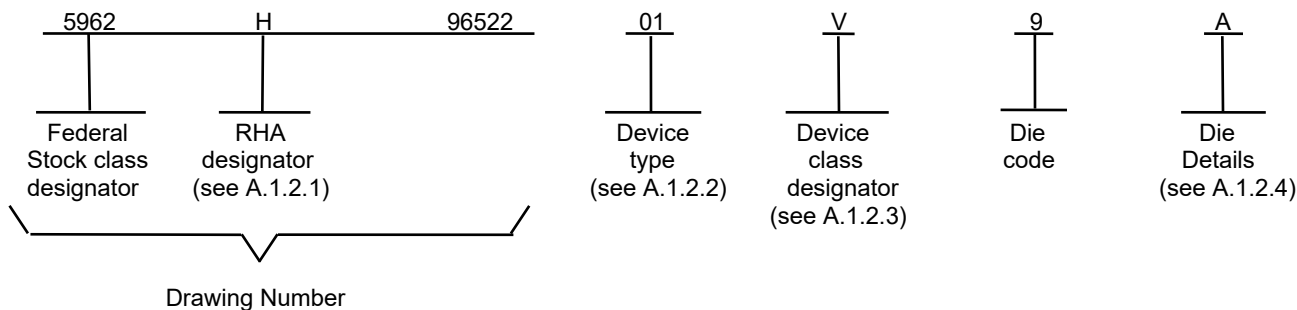 5962 H 96522 01 V 9 A
Federal RHA Device Device Die Die
Stock class designator type class code Details
designator (see A.1.2.1) (see A.1.2.2) designator (see A.1.2.4)
(see A.1.2.3)
Drawing Number